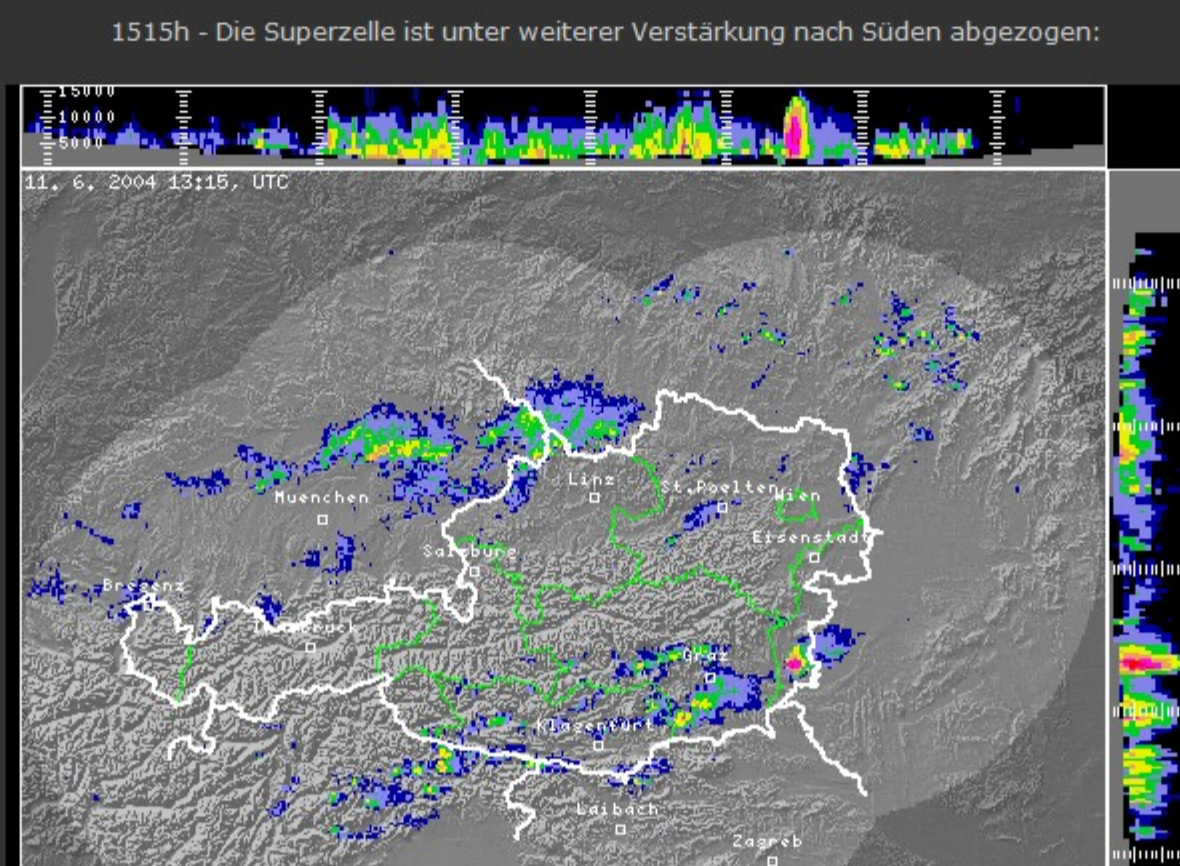 1515h - Die Superzelle ist unter weiterer Verstärkung nach Süden abgezogen:
15000
10000
5000
11. 6. 2004 13:15, UTC
Linz
St.Poelten
Wien
Muenchen
Eisenstadt
Salzburg
Bregenz
Innsbruck
Graz
Klagenfurt
Laibach
Zagreb